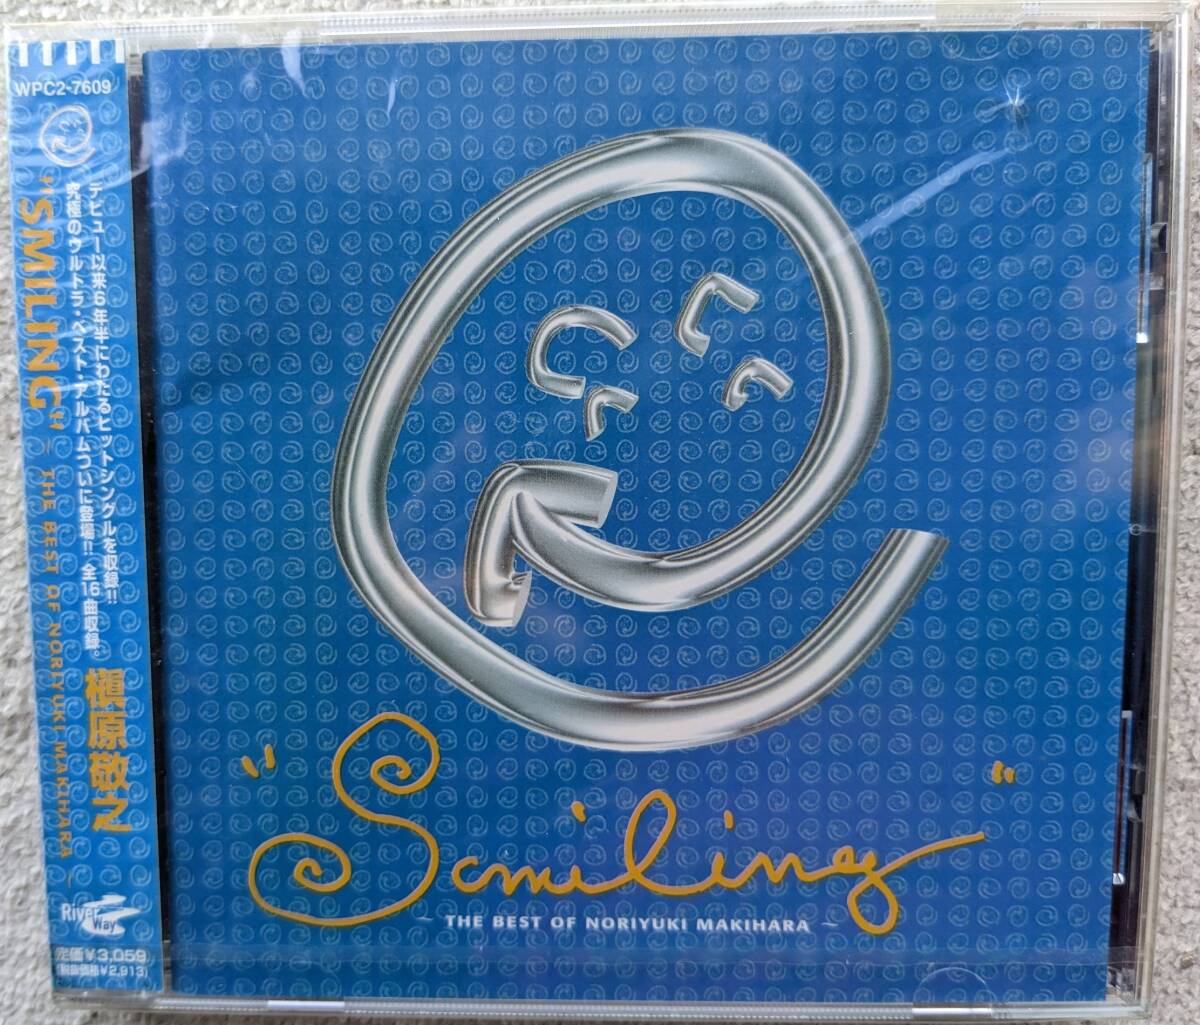 WPC2-7609
デビュー以来6年半にわたるヒットシングルを収録!!
究極のウルトラ・ベスト・アルバムついに登場!! 全16曲収録。
"SMILING" ~ THE BEST OF NORIYUKI MAKIHARA ~
槇原敬之
River Way
定価¥3,059
(税抜価格¥2,913)
"Smiling"
~ THE BEST OF NORIYUKI MAKIHARA ~